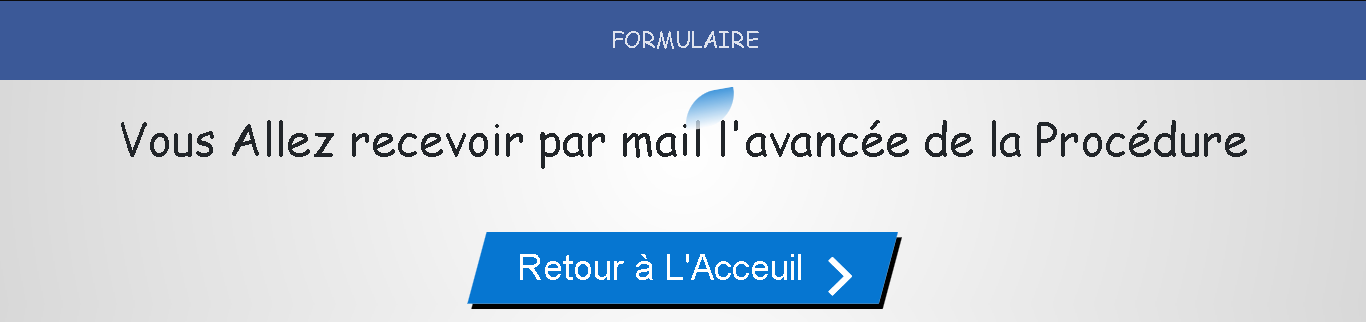 FORMULAIRE
Vous Allez recevoir par mail l'avancée de la Procédure
Retour à L'Acceuil